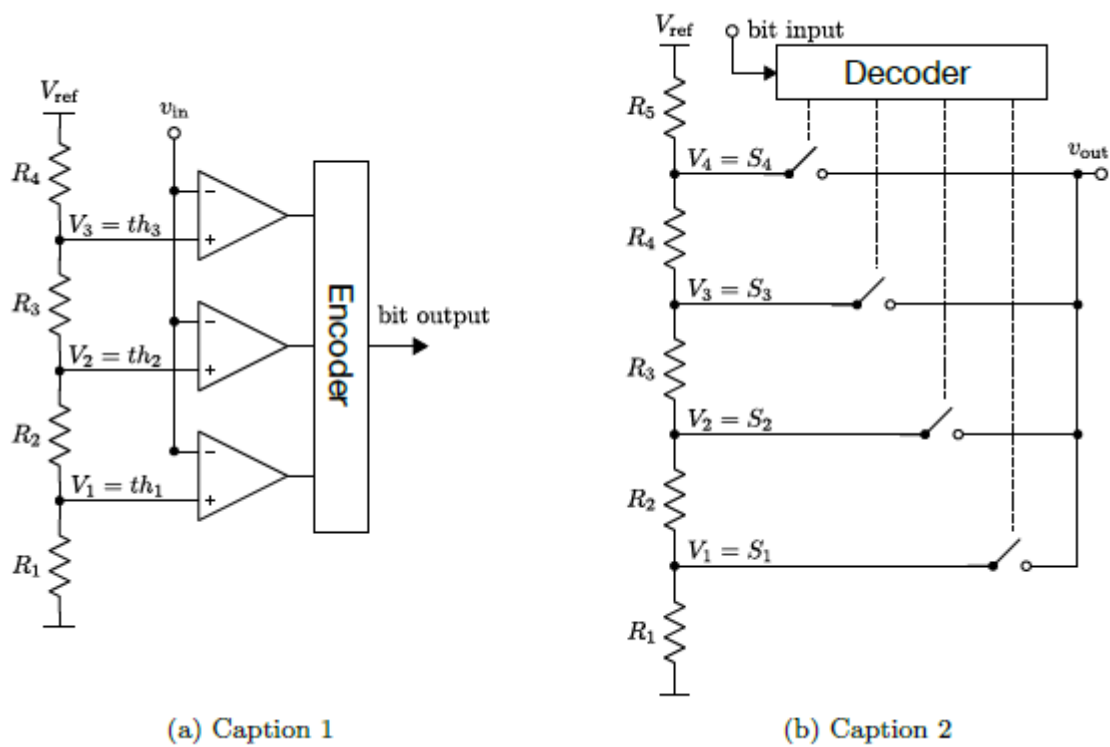 V_ref
v_in
R_4
−
V_3 = th_3
+
R_3
−
V_2 = th_2
+
R_2
−
V_1 = th_1
+
R_1
Encoder
bit output
(a) Caption 1
V_ref
bit input
Decoder
R_5
V_4 = S_4
v_out
R_4
V_3 = S_3
R_3
V_2 = S_2
R_2
V_1 = S_1
R_1
(b) Caption 2